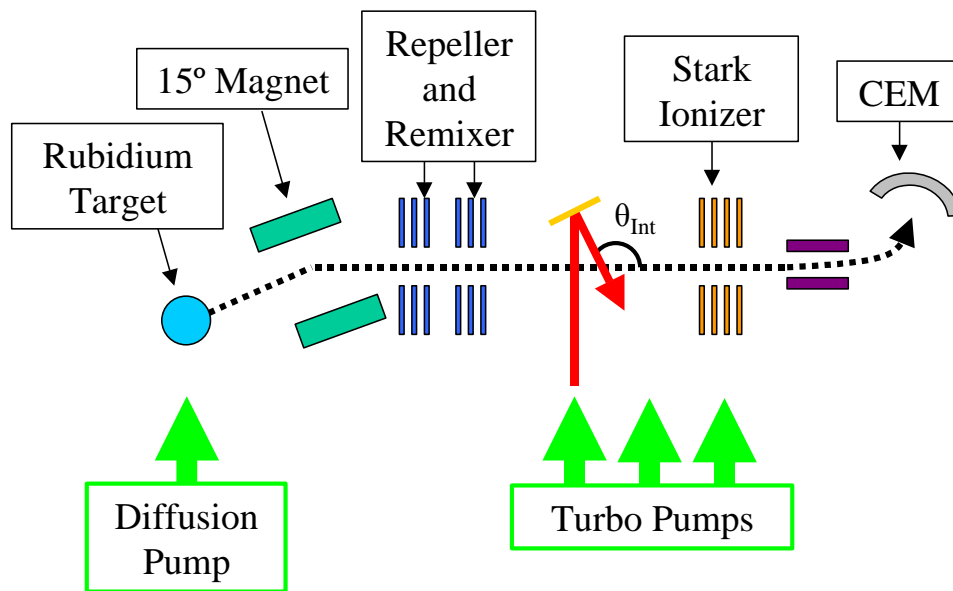 Repeller
and
Remixer
15º Magnet
Stark
Ionizer
CEM
Rubidium
Target
θInt
Diffusion
Pump
Turbo Pumps